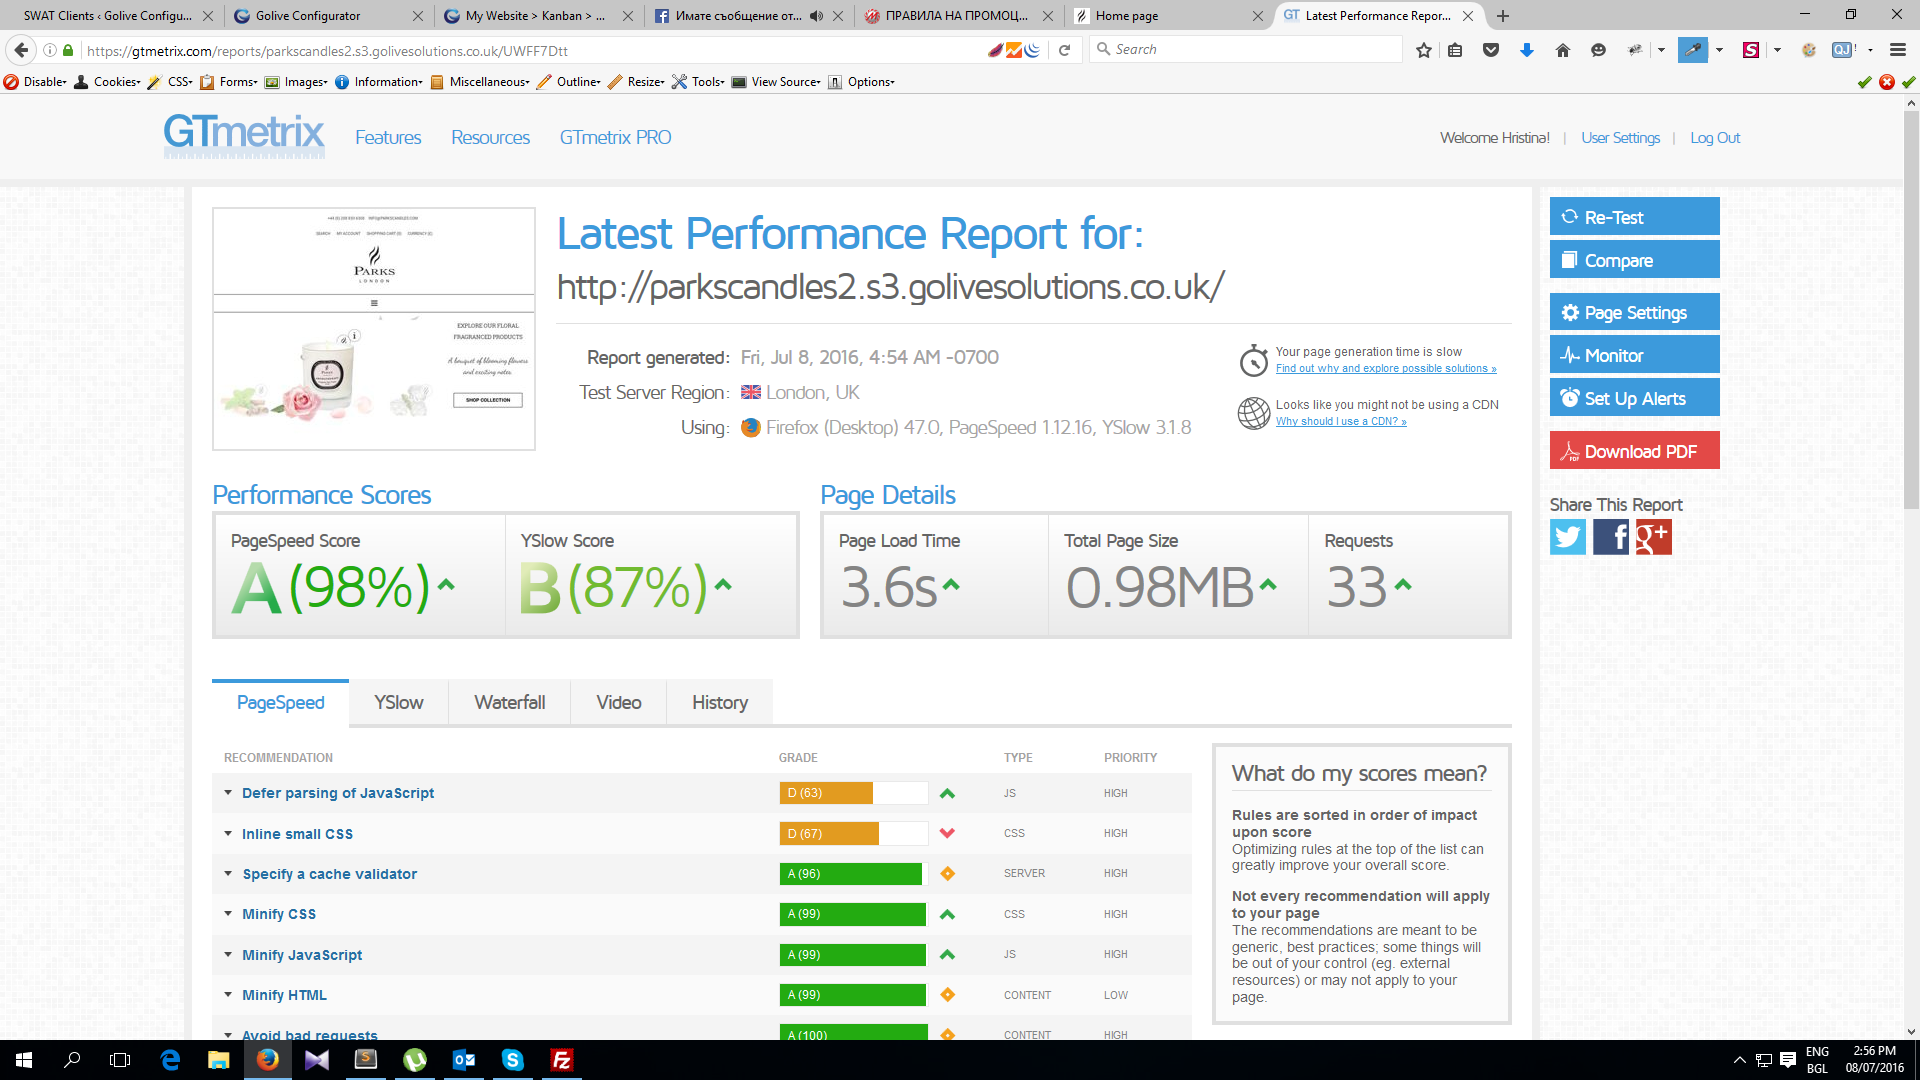 SWAT Clients ‹ Golive Configu...
Golive Configurator
My Website > Kanban > ...
Имате съобщение от...
ПРАВИЛА НА ПРОМОЦ...
Home page
GT Latest Performance Repor...
https://gtmetrix.com/reports/parkscandles2.s3.golivesolutions.co.uk/UWFF7Dtt
Search
Disable
Cookies
CSS
Forms
Images
Information
Miscellaneous
Outline
Resize
Tools
View Source
Options
GTmetrix
Features
Resources
GTmetrix PRO
Welcome Hristina! | User Settings | Log Out
SEARCH MY ACCOUNT SHOPPING CART (0) CURRENCY (£)
PARKS
LONDON
EXPLORE OUR FLORAL
FRAGRANCED PRODUCTS
A bouquet of blooming flowers
and exciting notes
SHOP COLLECTION
Latest Performance Report for:
http://parkscandles2.s3.golivesolutions.co.uk/
Report generated: Fri, Jul 8, 2016, 4:54 AM -0700
Test Server Region: London, UK
Using: Firefox (Desktop) 47.0, PageSpeed 1.12.16, YSlow 3.1.8
Your page generation time is slow
Find out why and explore possible solutions »
Looks like you might not be using a CDN
Why should I use a CDN? »
Re-Test
Compare
Page Settings
Monitor
Set Up Alerts
Download PDF
Share This Report
Performance Scores
PageSpeed Score
A (98%)
YSlow Score
B (87%)
Page Details
Page Load Time
3.6s
Total Page Size
0.98MB
Requests
33
PageSpeed
YSlow
Waterfall
Video
History
RECOMMENDATION GRADE TYPE PRIORITY
Defer parsing of JavaScript D (63) JS HIGH
Inline small CSS D (67) CSS HIGH
Specify a cache validator A (96) SERVER HIGH
Minify CSS A (99) CSS HIGH
Minify JavaScript A (99) JS HIGH
Minify HTML A (99) CONTENT LOW
Avoid bad requests A (100) CONTENT HIGH
What do my scores mean?
Rules are sorted in order of impact
upon score
Optimizing rules at the top of the list can
greatly improve your overall score.
Not every recommendation will apply
to your page
The recommendations are meant to be
generic, best practices; some things will
be out of your control (eg. external
resources) or may not apply to your
page.
ENG
BGL
2:56 PM
08/07/2016